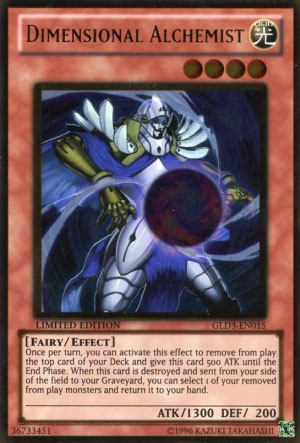 DIMENSIONAL ALCHEMIST
LIGHT
光
LIMITED EDITION
GLD3-EN015
[FAIRY/EFFECT]
Once per turn, you can activate this effect to remove from play
the top card of your Deck and give this card 500 ATK until the
End Phase. When this card is destroyed and sent from your side
of the field to your Graveyard, you can select 1 of your removed
from play monsters and return it to your hand.
ATK/1300 DEF/ 200
36733451
©1996 KAZUKI TAKAHASHI